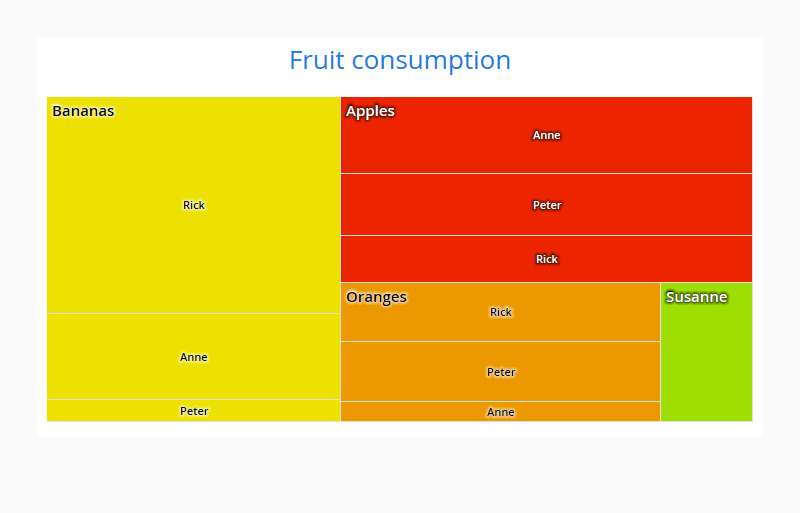 Fruit consumption
Bananas
Rick
Anne
Peter
Apples
Anne
Peter
Rick
Oranges
Rick
Peter
Anne
Susanne